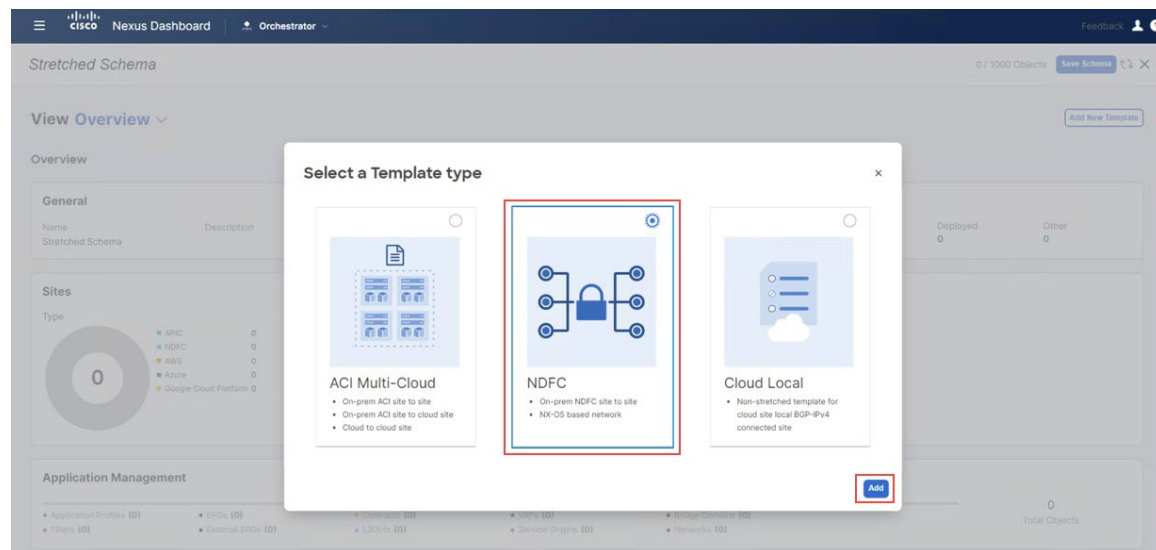 CISCO Nexus Dashboard Orchestrator Feedback
Stretched Schema 0 / 1000 Objects Save Schema
View Overview Add New Template
Overview
Select a Template type
General
Name Description Deployed Other
Stretched Schema 0 0
Sites
Type
APIC 0
NDFC 0
AWS 0
Azure 0
Google Cloud Platform 0
0
ACI Multi-Cloud
• On-prem ACI site to site
• On-prem ACI site to cloud site
• Cloud to cloud site
NDFC
• On-prem NDFC site to site
• NX-OS based network
Cloud Local
• Non-stretched template for
cloud site local BGP-IPv4
connected site
Add
Application Management
Application Profiles (0) EPGs (0) Contracts (0) VRFs (0) Bridge Domains (0)
Filters (0) External EPGs (0) L3Outs (0) Service Graphs (0) Networks (0)
0
Total Objects